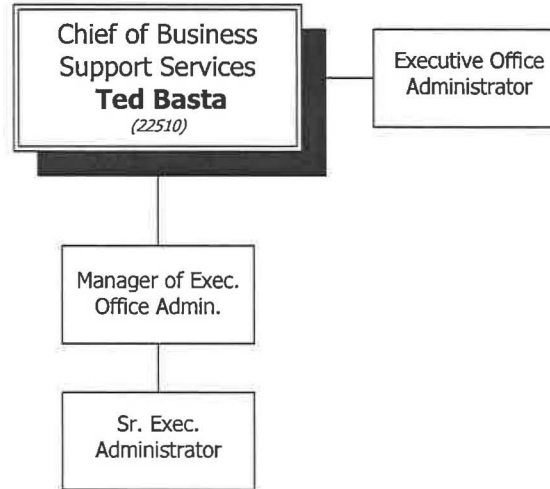 Chief of Business
Support Services
Ted Basta
(22510)
Executive Office
Administrator
Manager of Exec.
Office Admin.
Sr. Exec.
Administrator